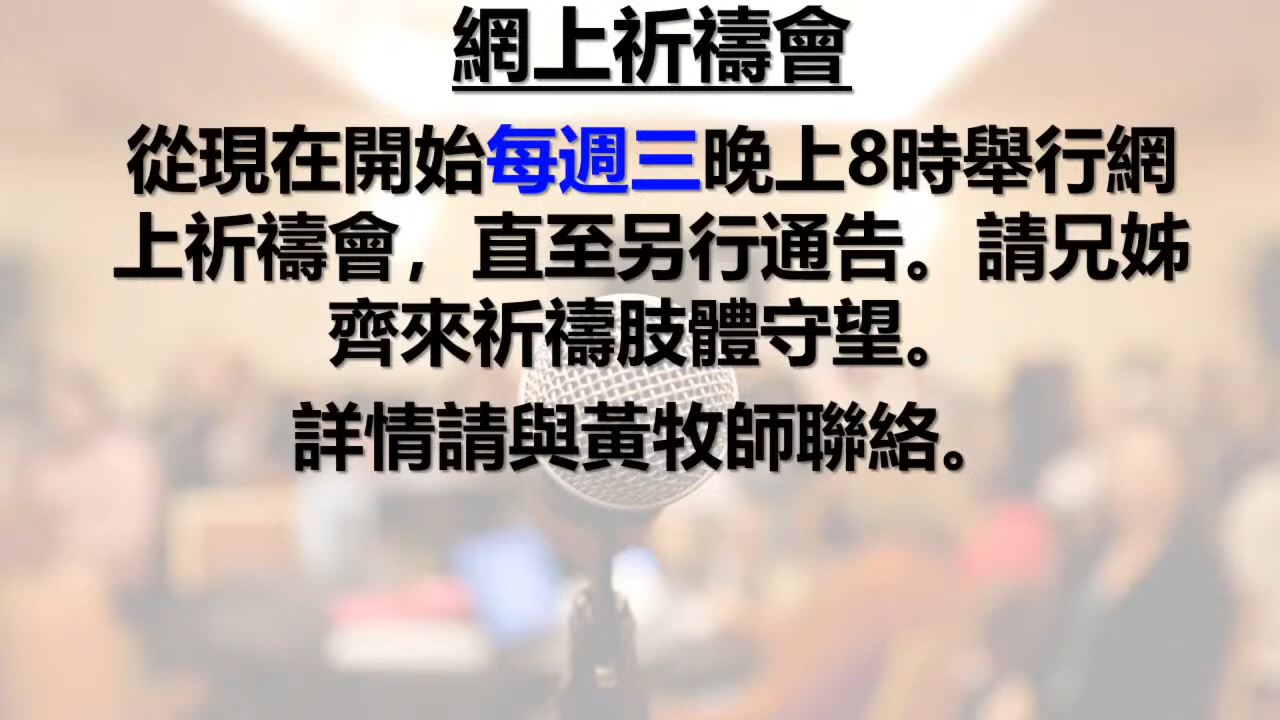 網上祈禱會
從現在開始每週三晚上8時舉行網
上祈禱會，直至另行通告。請兄姊
齊來祈禱肢體守望。
詳情請與黃牧師聯絡。